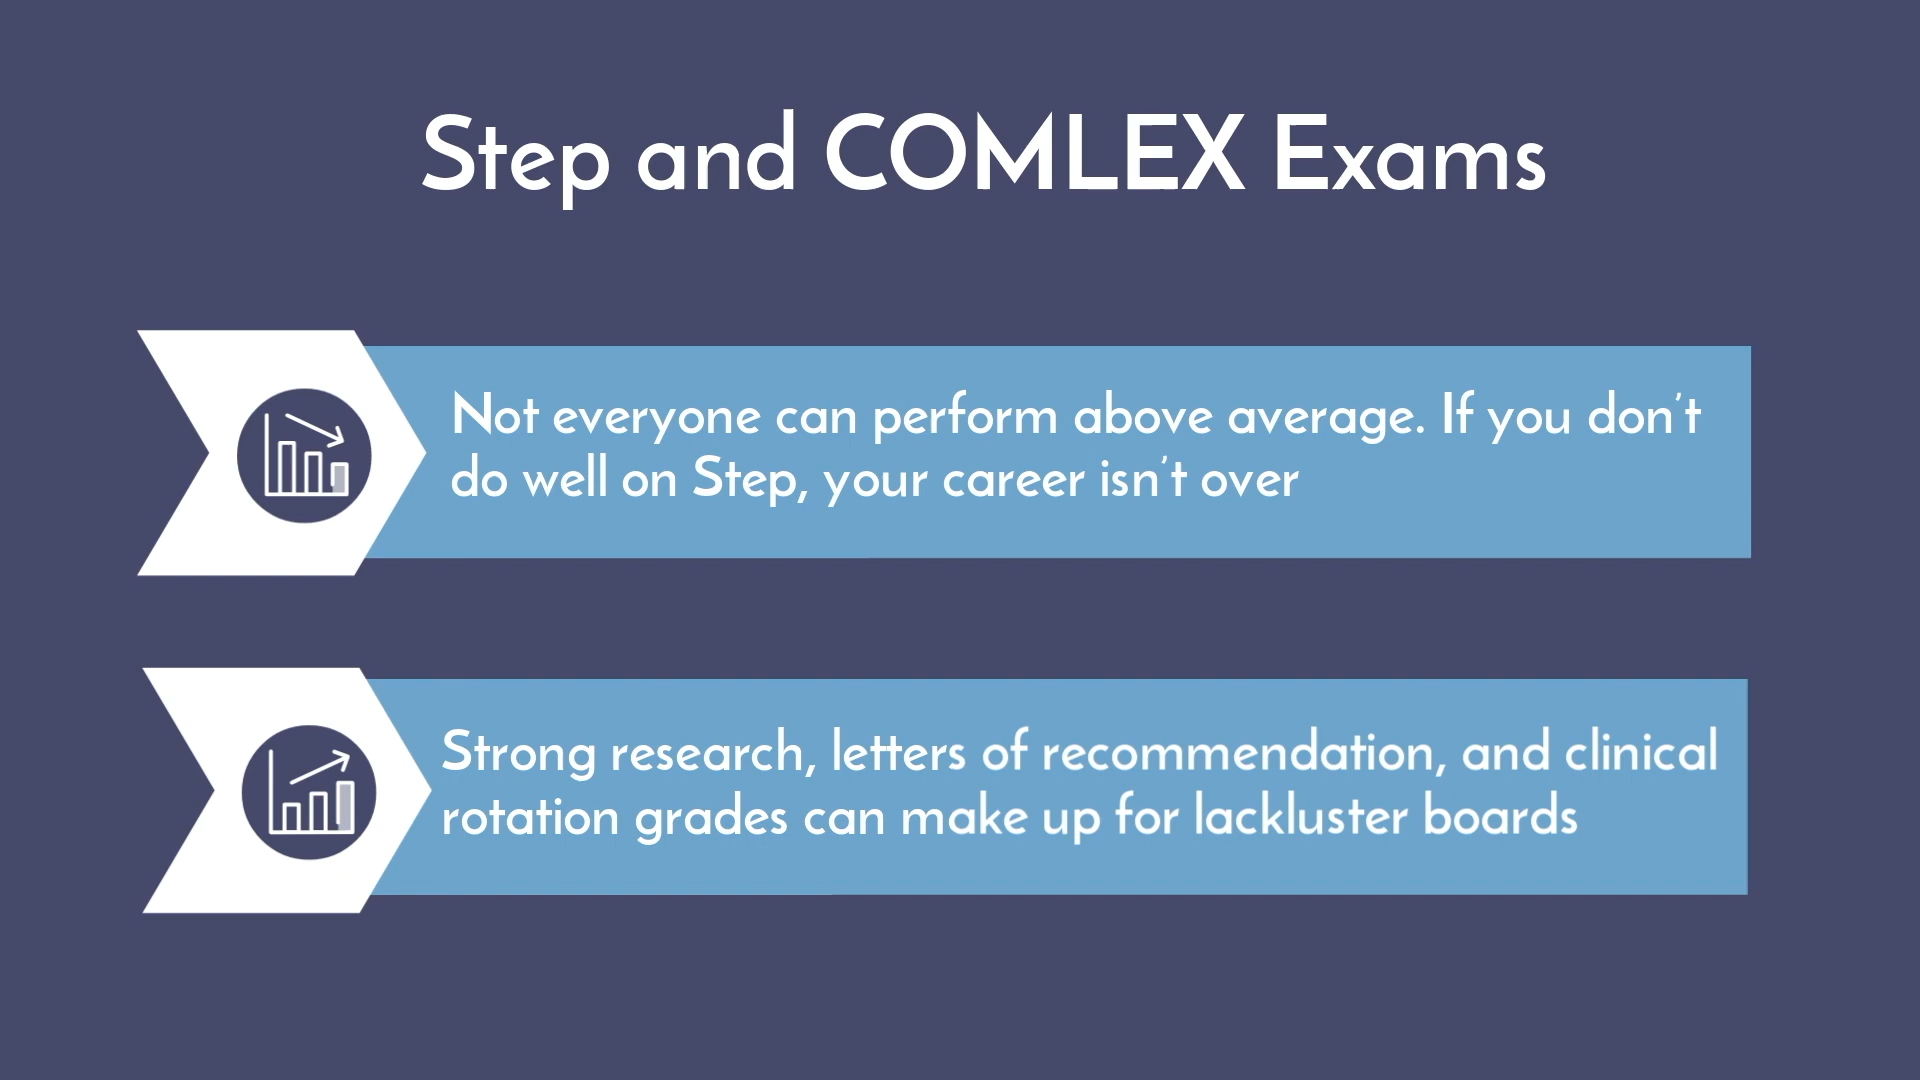 Step and COMLEX Exams
Not everyone can perform above average. If you don't
do well on Step, your career isn't over
Strong research, letters of recommendation, and clinical
rotation grades can make up for lackluster boards